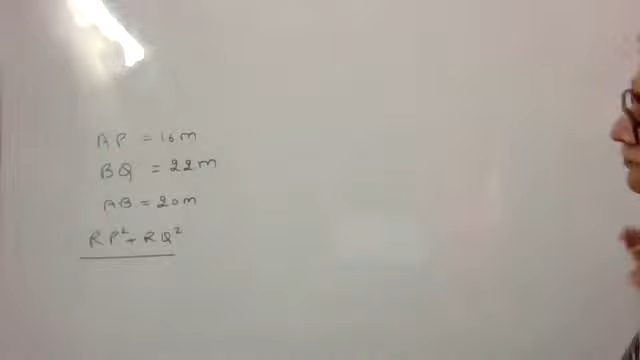 AP = 16m
BQ = 22m
AB = 20m
RP² + RQ²